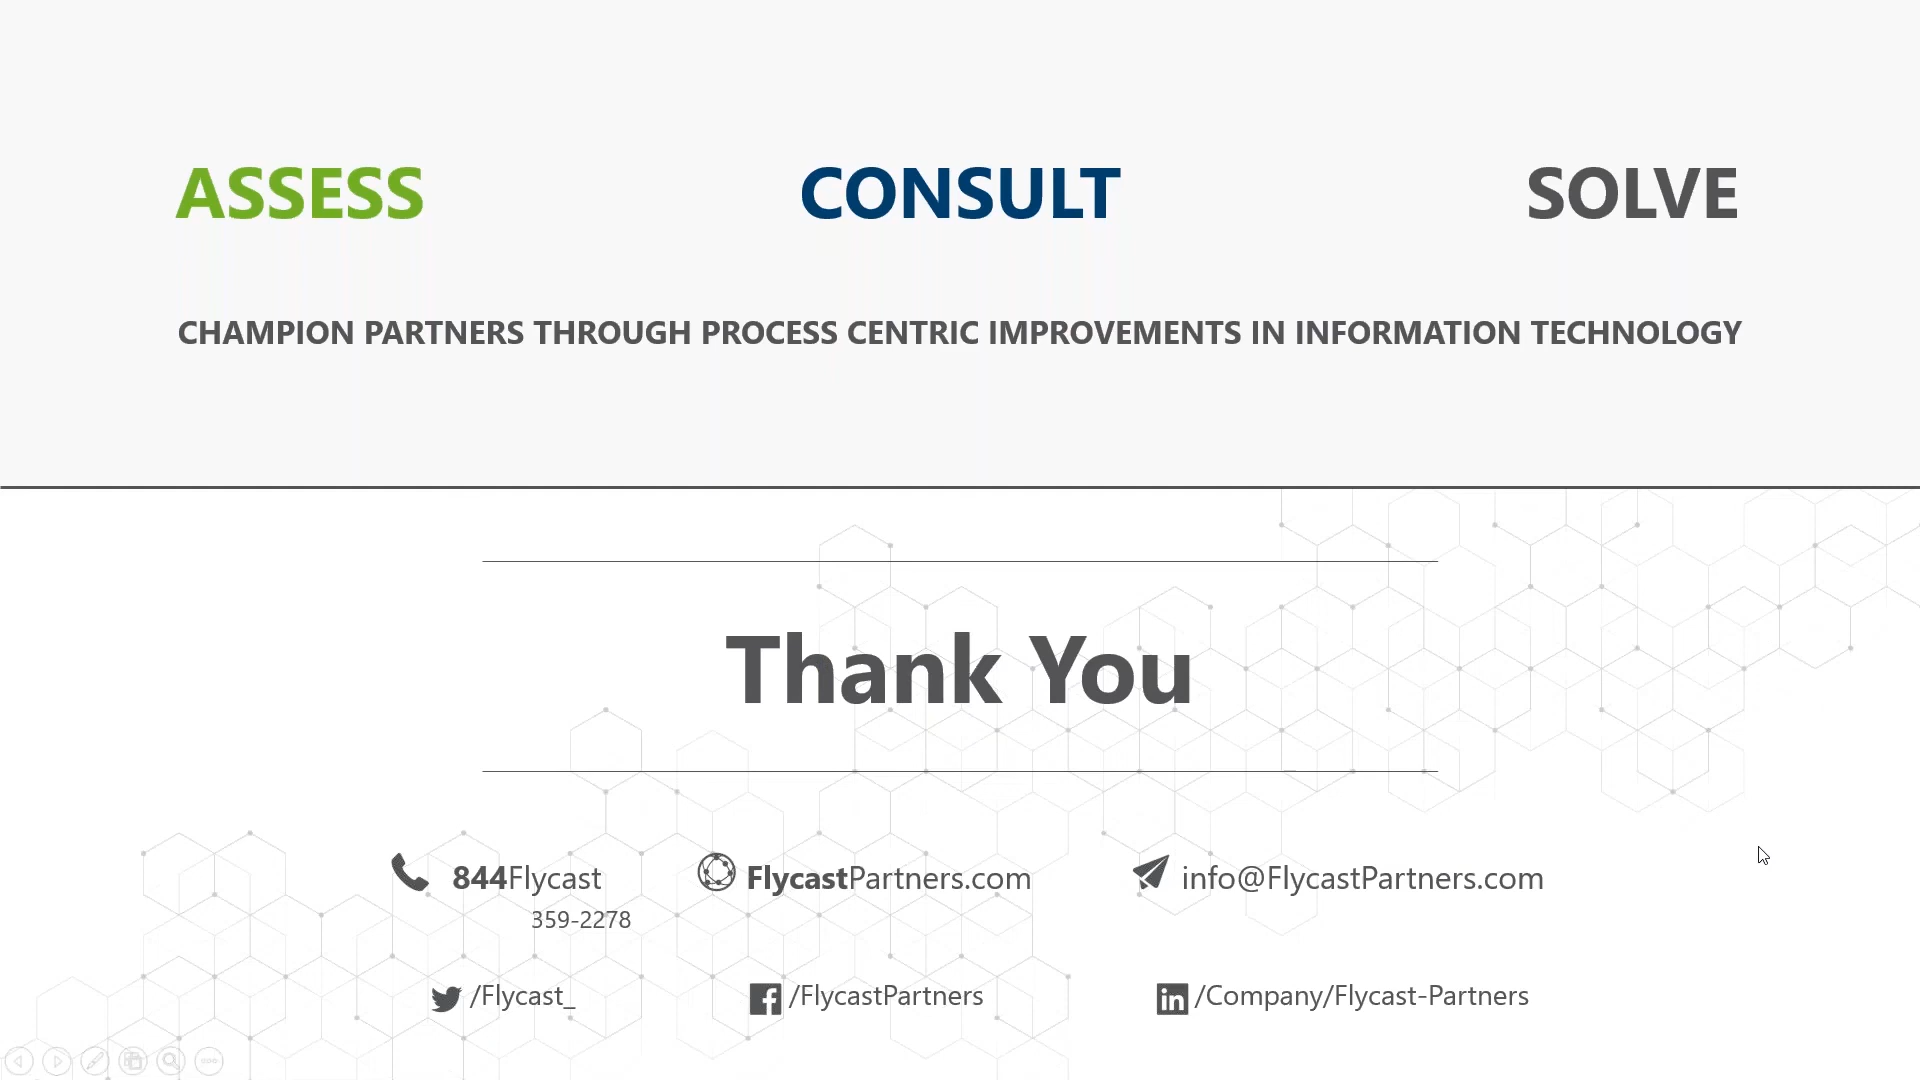 ASSESS CONSULT SOLVE
CHAMPION PARTNERS THROUGH PROCESS CENTRIC IMPROVEMENTS IN INFORMATION TECHNOLOGY
Thank You
844Flycast FlycastPartners.com info@FlycastPartners.com
359-2278
/Flycast_ /FlycastPartners /Company/Flycast-Partners